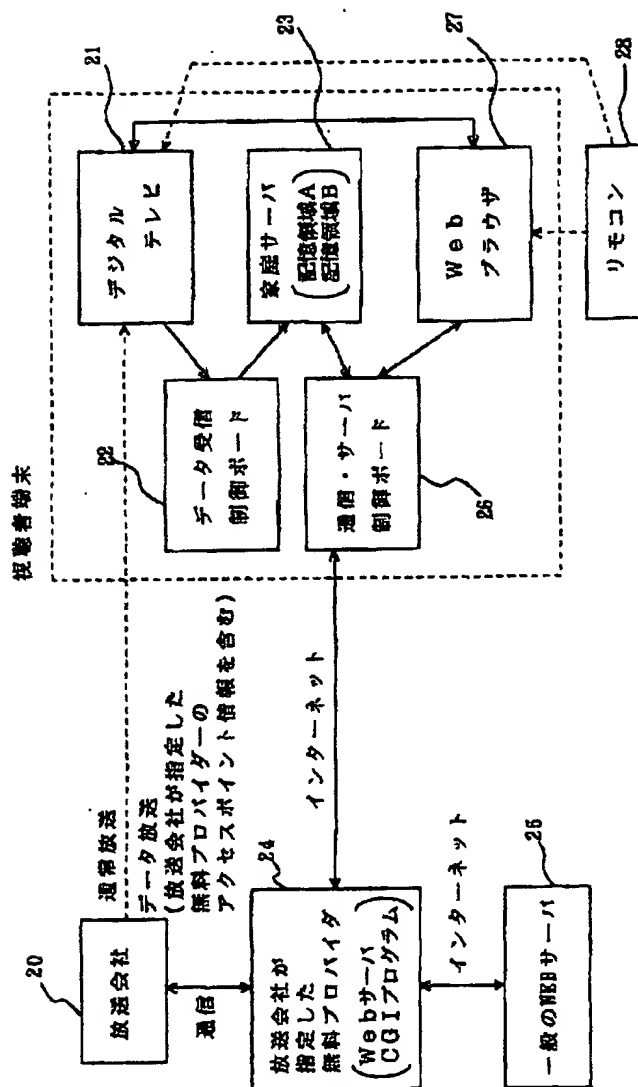 視聴者端末
20
放送会社
通常放送
データ放送
(放送会社が指定した
無料プロバイダーの
アクセスポイント情報を含む)
21
デジタル
テレビ
22
データ受信
制御ボード
23
家庭サーバ
(記憶領域A
記憶領域B)
通信
24
放送会社が
指定した
無料プロバイダ
(Webサーバ
CGIプログラム)
インターネット
通信・サーバ
制御ボード
26
27
Web
ブラウザ
インターネット
25
一般のWEBサーバ
28
リモコン